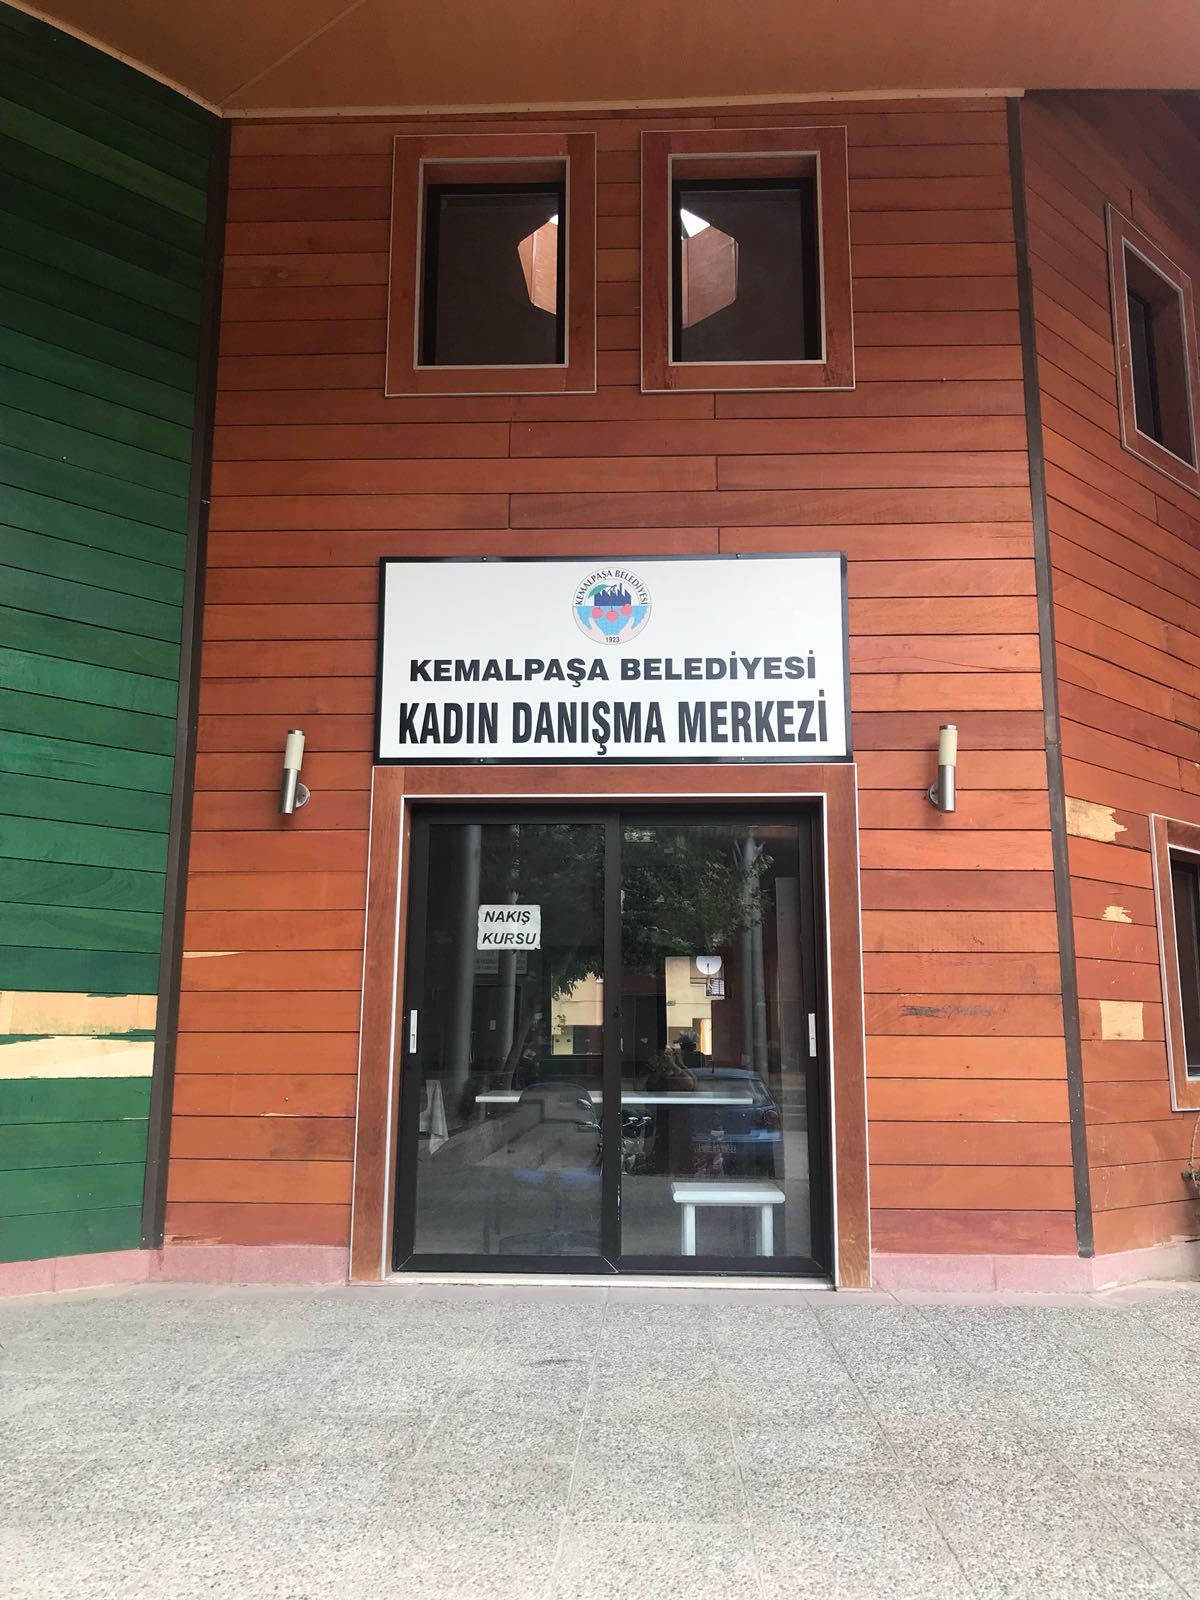 KEMALPAŞA BELEDİYESİ
1923
KEMALPAŞA BELEDİYESİ
KADIN DANIŞMA MERKEZİ
NAKIŞ
KURSU